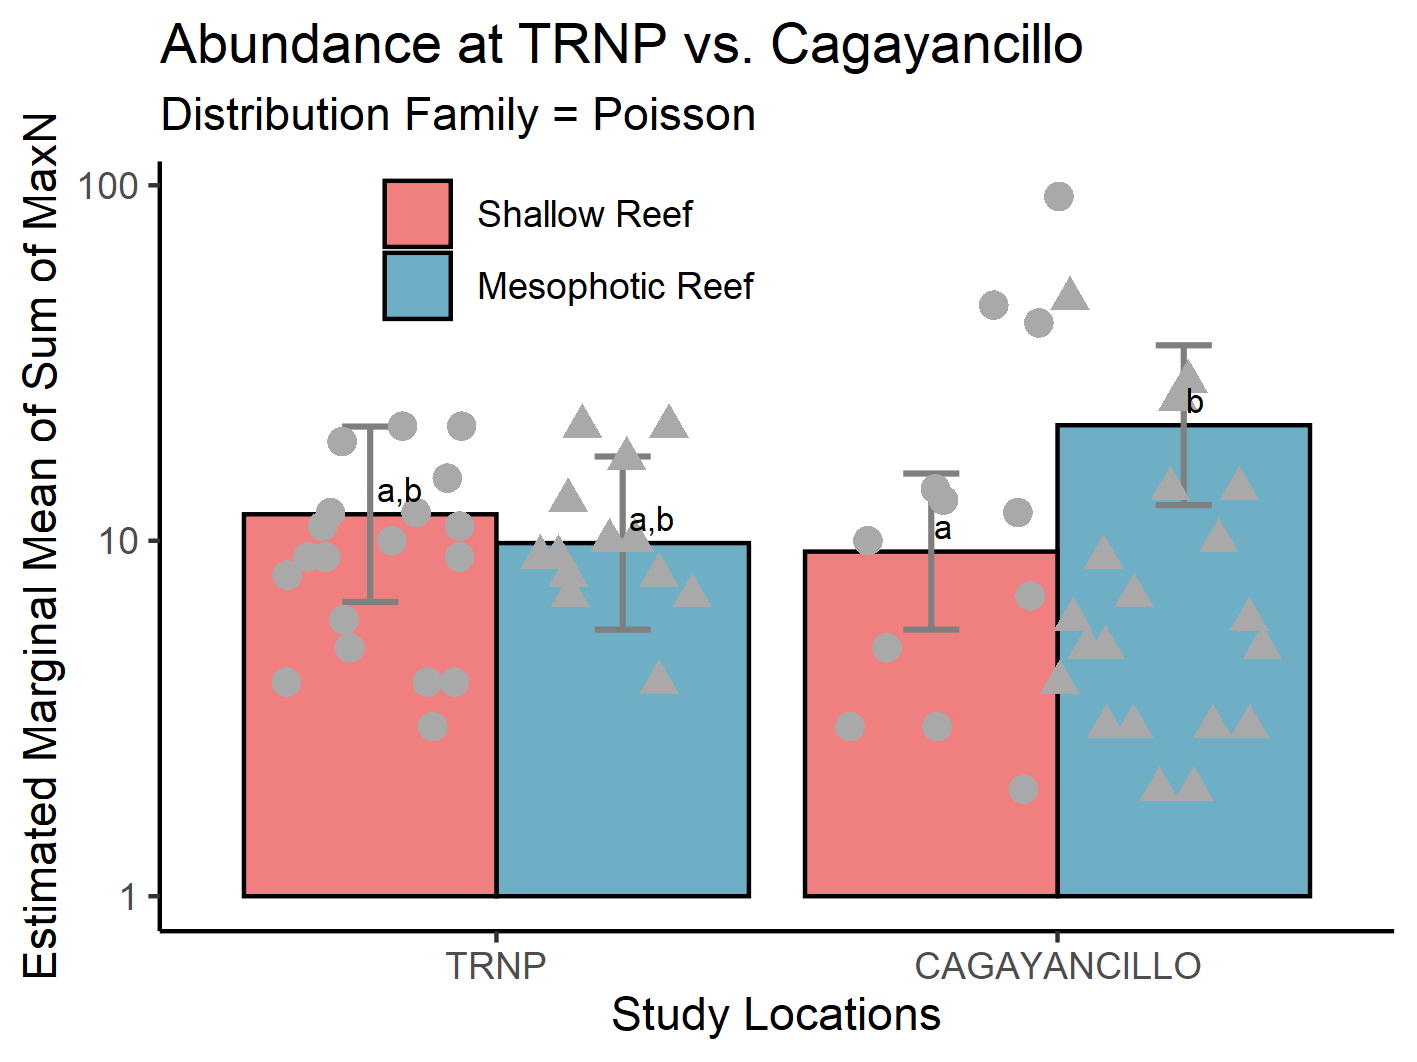 Abundance at TRNP vs. Cagayancillo
Distribution Family = Poisson
Estimated Marginal Mean of Sum of MaxN
100
10
1
Shallow Reef
Mesophotic Reef
a,b
a,b
a
b
TRNP
CAGAYANCILLO
Study Locations